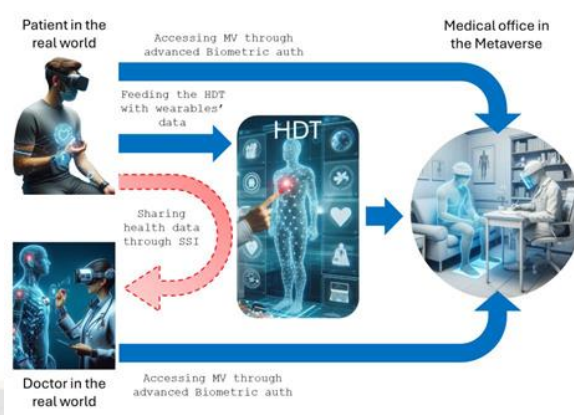 Patient in the
real world
Accessing MV through
advanced Biometric auth
Medical office in
the Metaverse
Feeding the HDT
with wearables'
data
HDT
Sharing
health data
through SSI
Doctor in the
real world
Accessing MV through
advanced Biometric auth